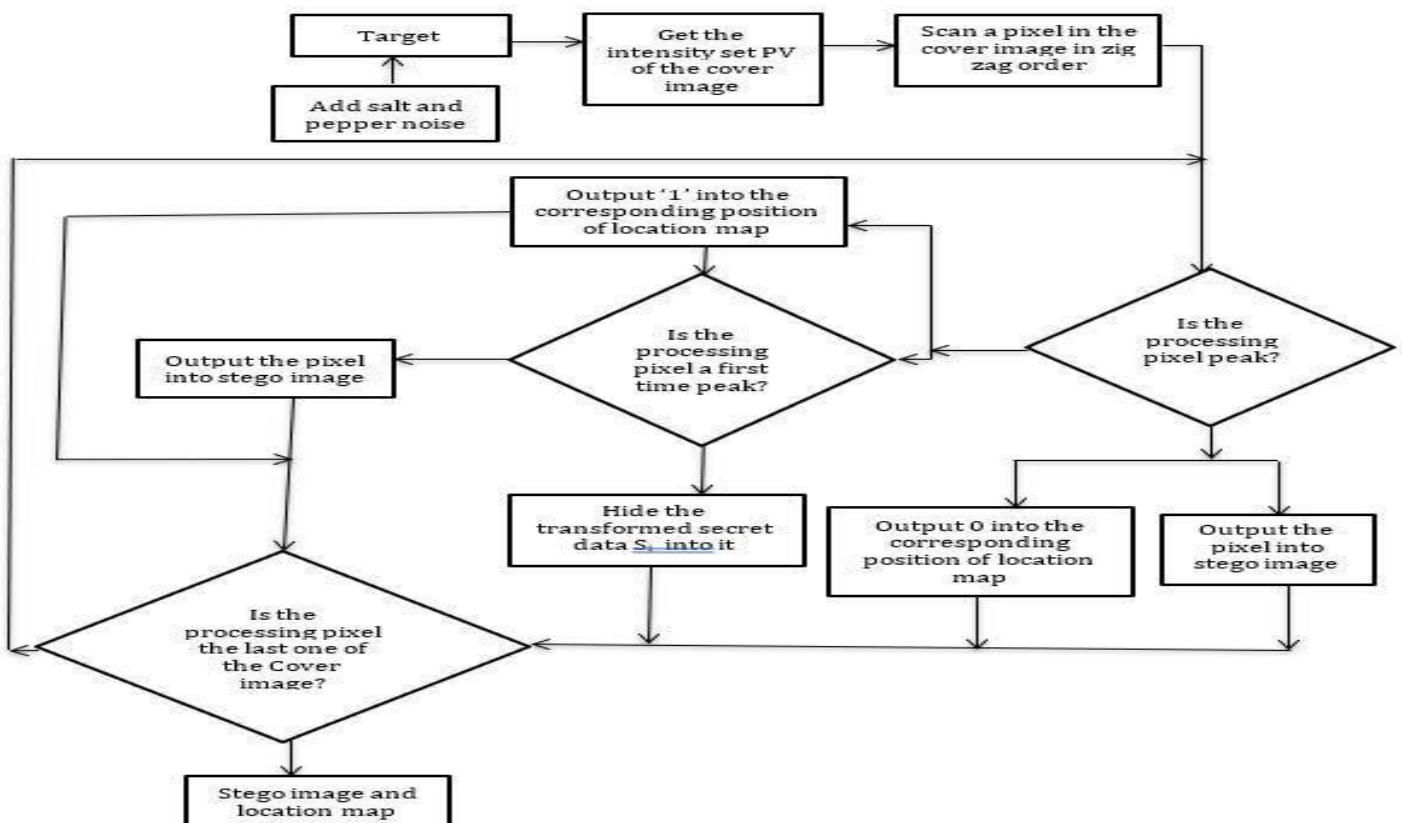 Target
Get the
intensity set PV
of the cover
image
Scan a pixel in the
cover image in zig
zag order
Add salt and
pepper noise
Output ‘1’ into the
corresponding position
of location map
Is the
processing
pixel peak?
Is the
processing
pixel a first
time peak?
Output the pixel
into stego image
Hide the
transformed secret
data Si into it
Output 0 into the
corresponding
position of location
map
Output the
pixel into
stego image
Is the
processing pixel
the last one of
the Cover
image?
Stego image and
location map